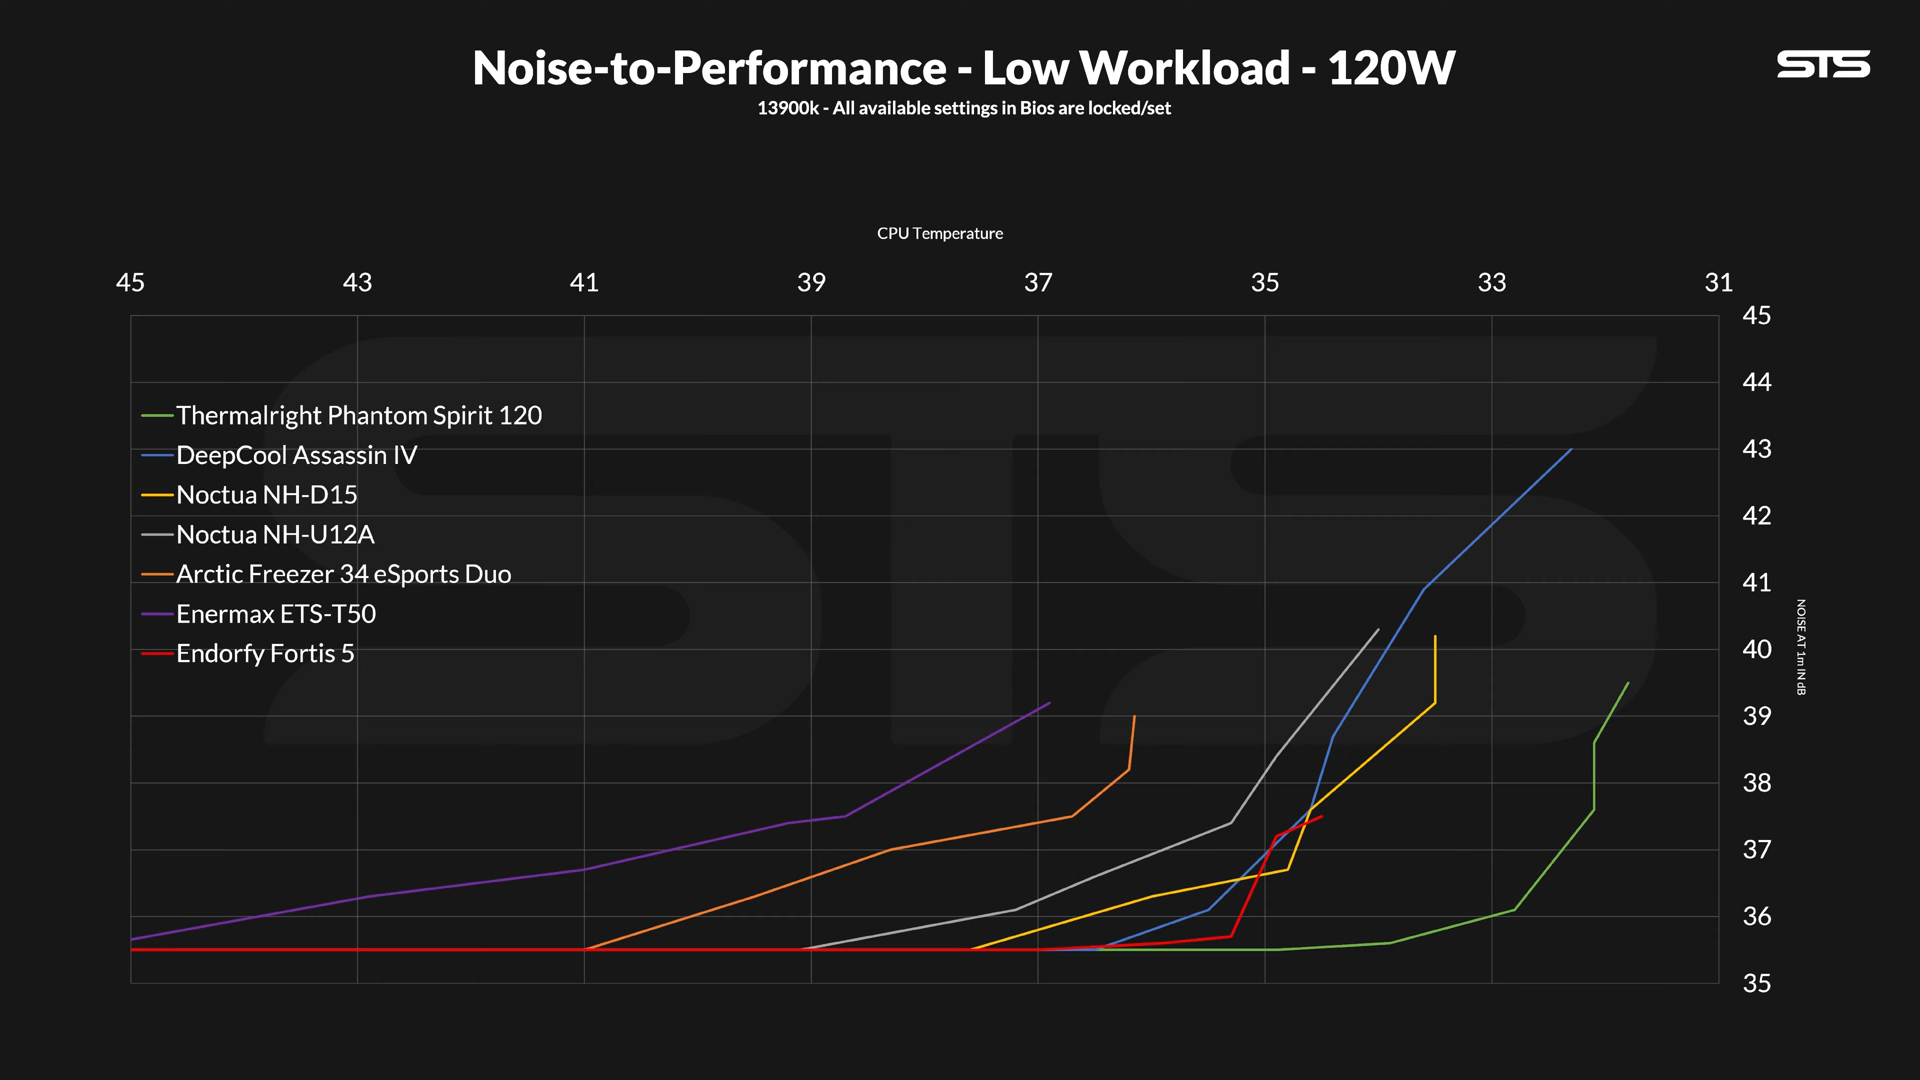 Noise-to-Performance - Low Workload - 120W
STS
13900k - All available settings in Bios are locked/set
CPU Temperature
45 43 41 39 37 35 33 31
45
44
Thermalright Phantom Spirit 120
DeepCool Assassin IV
43
Noctua NH-D15
42
Noctua NH-U12A
Arctic Freezer 34 eSports Duo
41
Enermax ETS-T50
Endorfy Fortis 5
40
NOISE AT 1m IN dB
39
38
37
36
35
STS